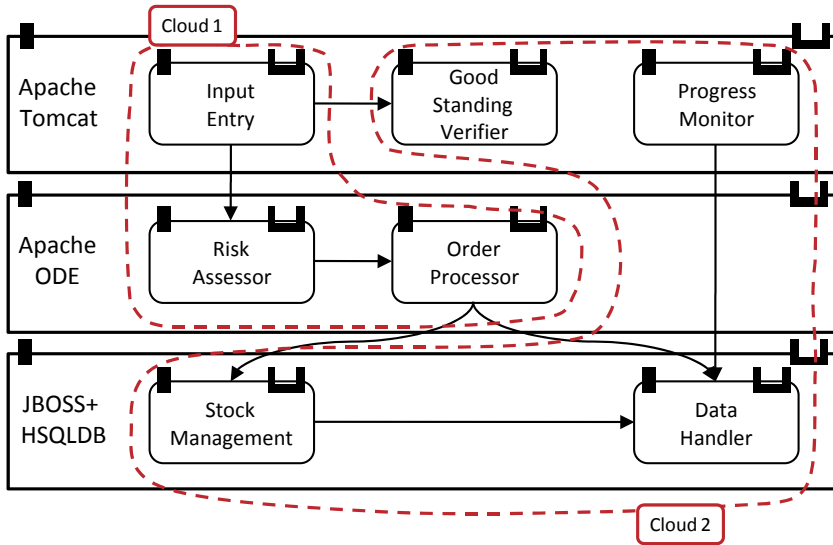 Cloud 1
Apache
Tomcat
Input
Entry
Good
Standing
Verifier
Progress
Monitor
Apache
ODE
Risk
Assessor
Order
Processor
JBOSS+
HSQLDB
Stock
Management
Data
Handler
Cloud 2